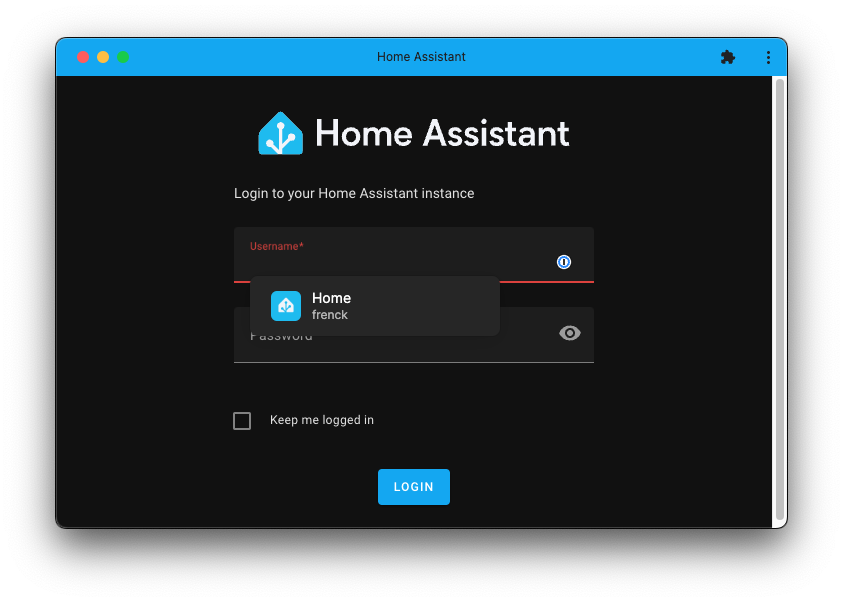 Home Assistant
Home Assistant
Login to your Home Assistant instance
Username*
Home
frenck
Password
Keep me logged in
LOGIN